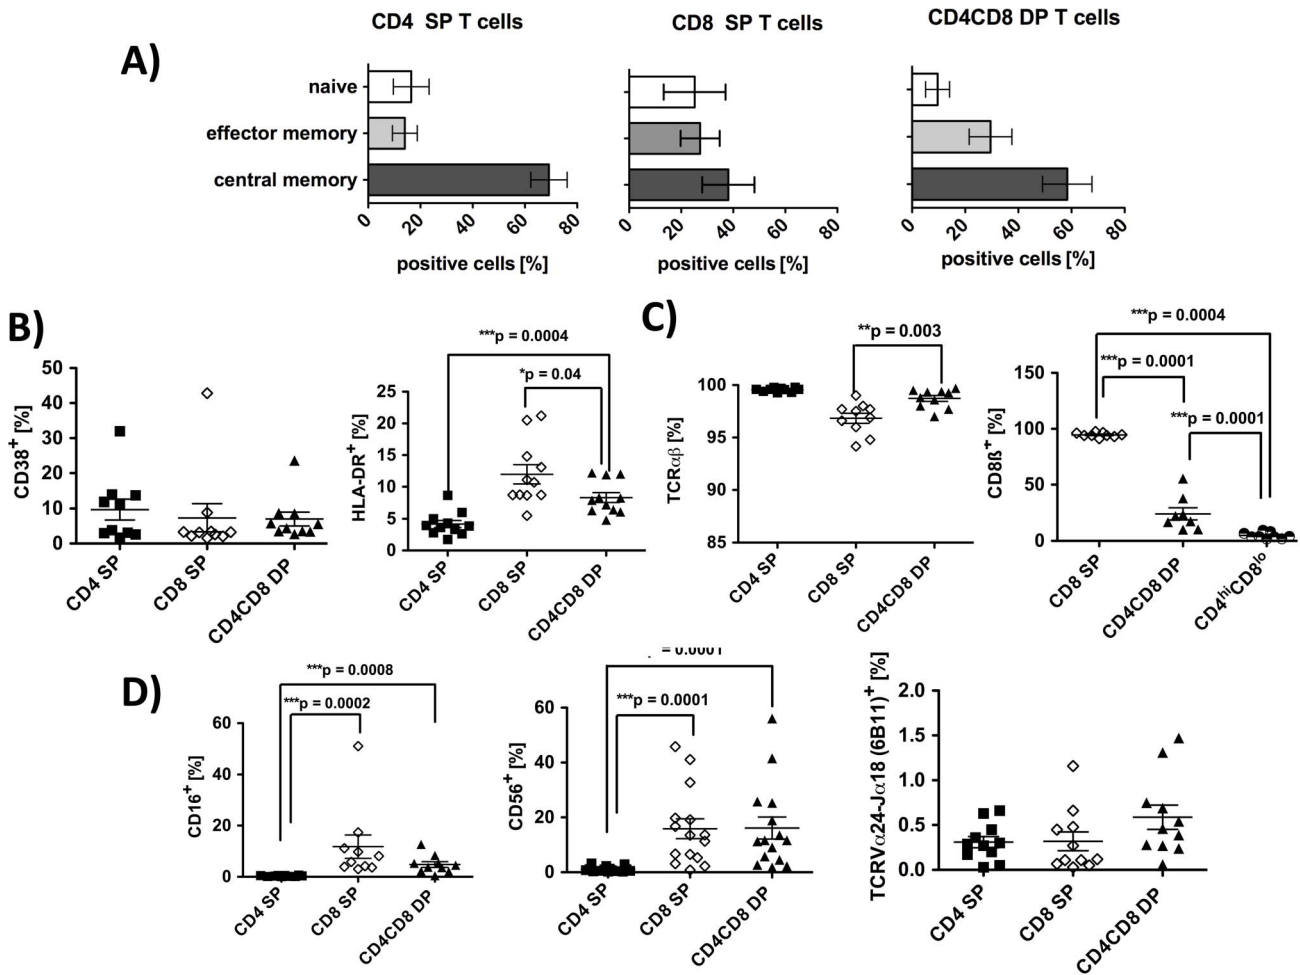 CD4 SP T cells
CD8 SP T cells
CD4CD8 DP T cells
A)
naive
effector memory
central memory
0 20 40 60 80
0 20 40 60 80
0 20 40 60 80
positive cells [%]
positive cells [%]
positive cells [%]
B)
CD38+ [%]
50
40
30
20
10
0
CD4 SP
CD8 SP
CD4CD8 DP
***p = 0.0004
*p = 0.04
HLA-DR+ [%]
25
20
15
10
5
0
CD4 SP
CD8 SP
CD4CD8 DP
C)
**p = 0.003
TCRαβ [%]
100
95
90
85
CD4 SP
CD8 SP
CD4CD8 DP
***p = 0.0004
***p = 0.0001
***p = 0.0001
CD8ß+ [%]
150
100
50
0
CD8 SP
CD4CD8 DP
CD4hiCD8lo
D)
***p = 0.0008
***p = 0.0002
CD16+ [%]
60
40
20
0
CD4 SP
CD8 SP
CD4CD8 DP
= 0.0001
***p = 0.0001
CD56+ [%]
60
40
20
0
CD4 SP
CD8 SP
CD4CD8 DP
TCRVα24-Jα18 (6B11)+ [%]
2.0
1.5
1.0
0.5
0.0
CD4 SP
CD8 SP
CD4CD8 DP